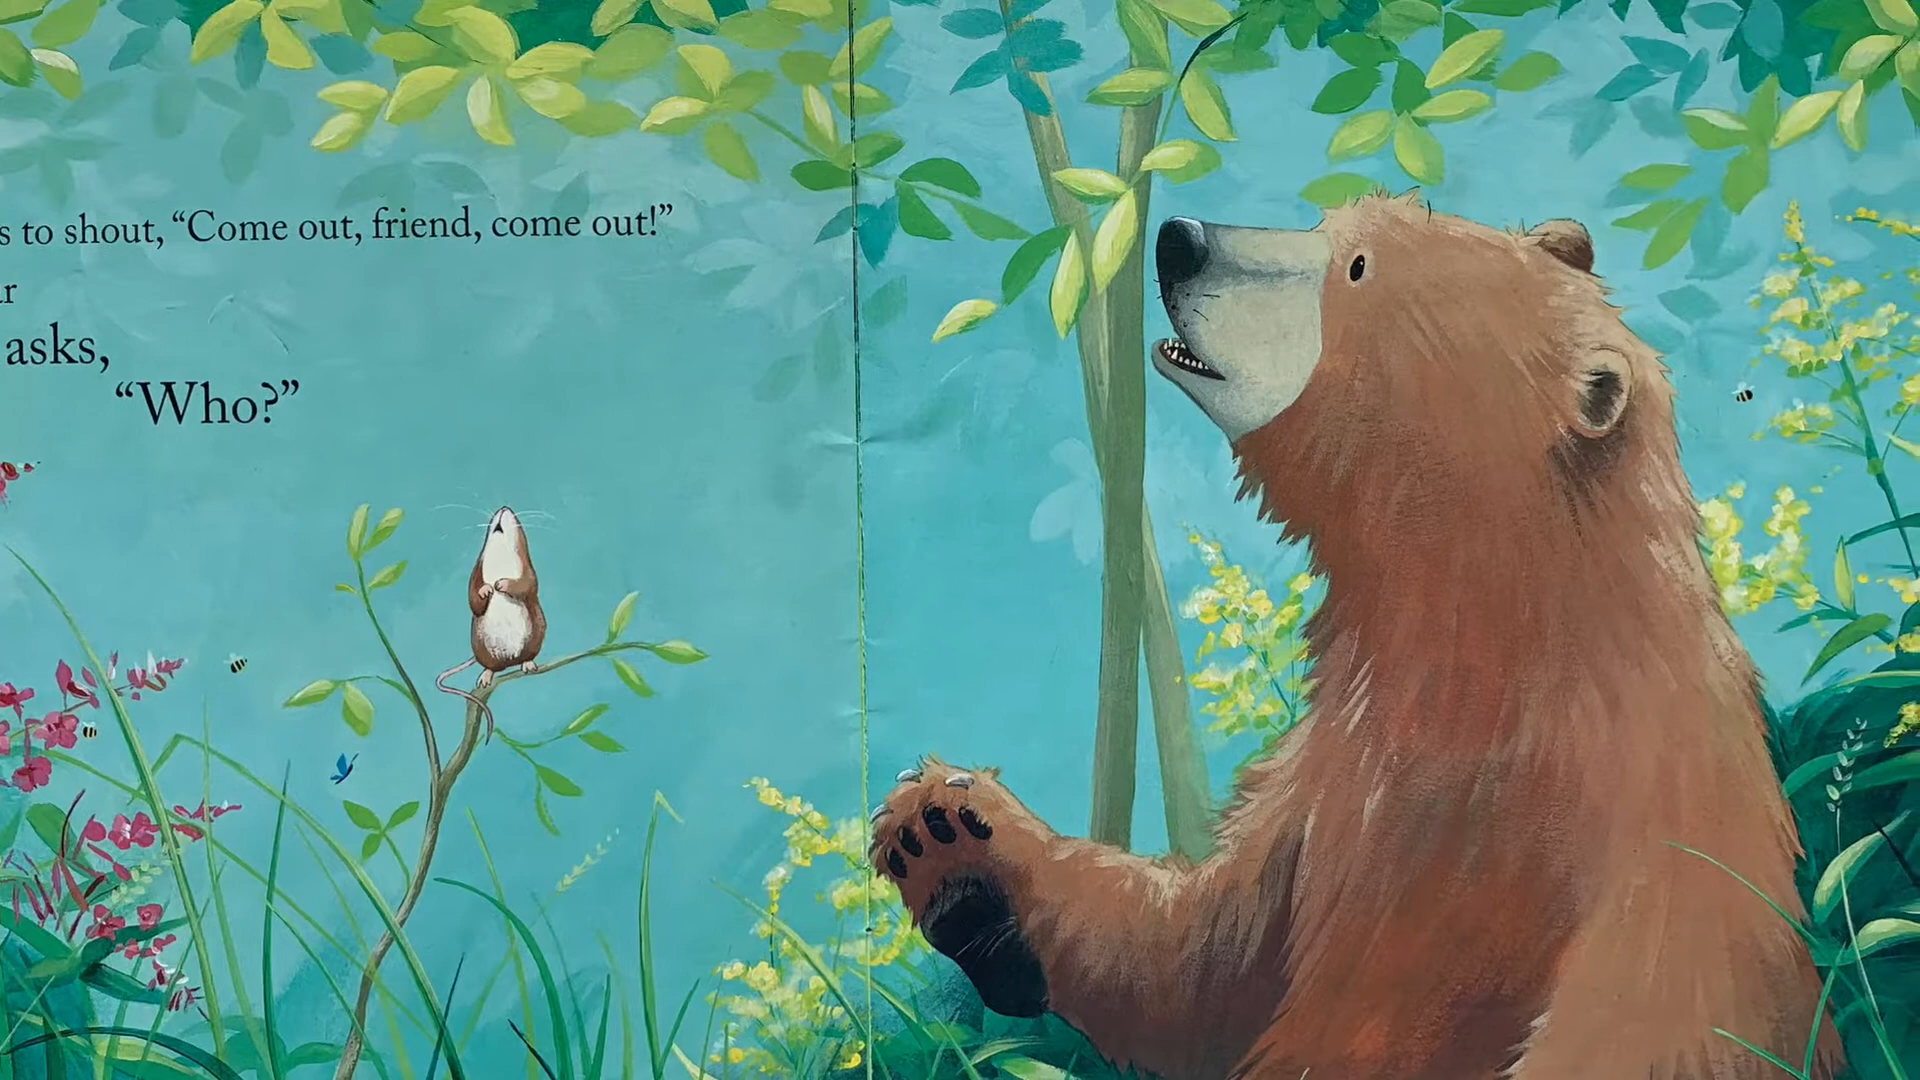 s to shout, “Come out, friend, come out!”
r
asks,
“Who?”